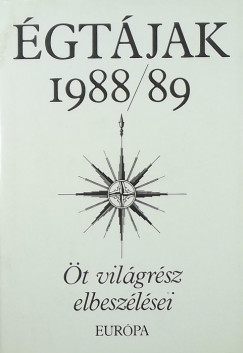 ÉGTÁJAK
1988/89
Öt világrész
elbeszélései
EURÓPA